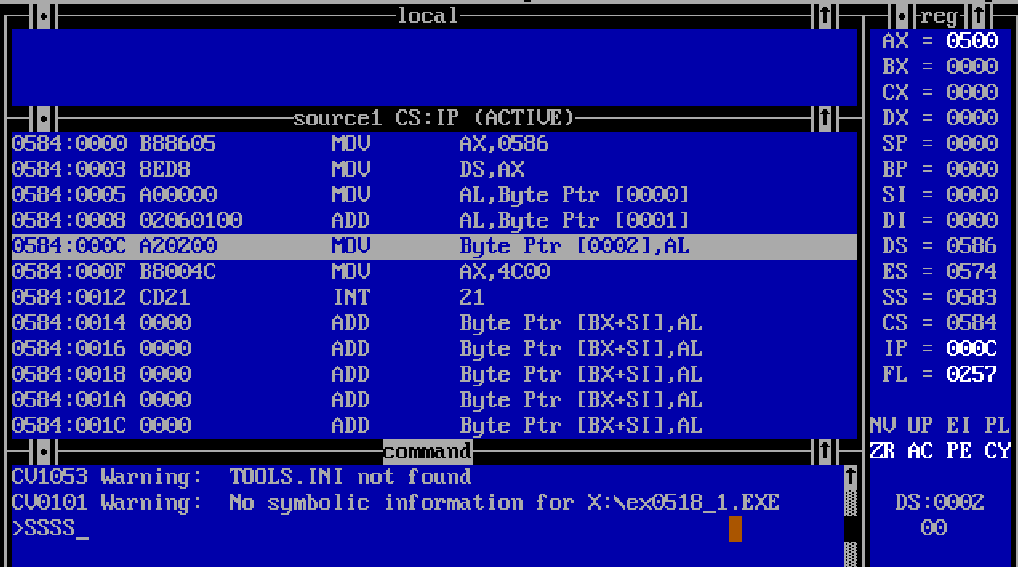 local
source1 CS:IP (ACTIVE)
0584:0000 B88605 MOV AX,0586
0584:0003 8ED8 MOV DS,AX
0584:0005 A00000 MOV AL,Byte Ptr [0000]
0584:0008 02060100 ADD AL,Byte Ptr [0001]
0584:000C A20200 MOV Byte Ptr [0002],AL
0584:000F B8004C MOV AX,4C00
0584:0012 CD21 INT 21
0584:0014 0000 ADD Byte Ptr [BX+SI],AL
0584:0016 0000 ADD Byte Ptr [BX+SI],AL
0584:0018 0000 ADD Byte Ptr [BX+SI],AL
0584:001A 0000 ADD Byte Ptr [BX+SI],AL
0584:001C 0000 ADD Byte Ptr [BX+SI],AL
command
CV1053 Warning: TOOLS.INI not found
CV0101 Warning: No symbolic information for X:\ex0518_1.EXE
>SSSS_
reg
AX = 0500
BX = 0000
CX = 0000
DX = 0000
SP = 0000
BP = 0000
SI = 0000
DI = 0000
DS = 0586
ES = 0574
SS = 0583
CS = 0584
IP = 000C
FL = 0257
NV UP EI PL
ZR AC PE CY
DS:0002
00